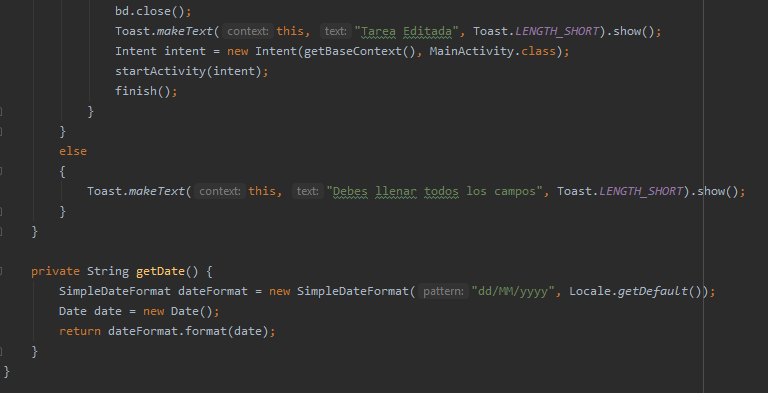 bd.close();
Toast.makeText( context: this, text: "Tarea Editada", Toast.LENGTH_SHORT).show();
Intent intent = new Intent(getBaseContext(), MainActivity.class);
startActivity(intent);
finish();
}
}
else
{
Toast.makeText( context: this, text: "Debes llenar todos los campos", Toast.LENGTH_SHORT).show();
}
}
private String getDate() {
SimpleDateFormat dateFormat = new SimpleDateFormat( pattern: "dd/MM/yyyy", Locale.getDefault());
Date date = new Date();
return dateFormat.format(date);
}
}